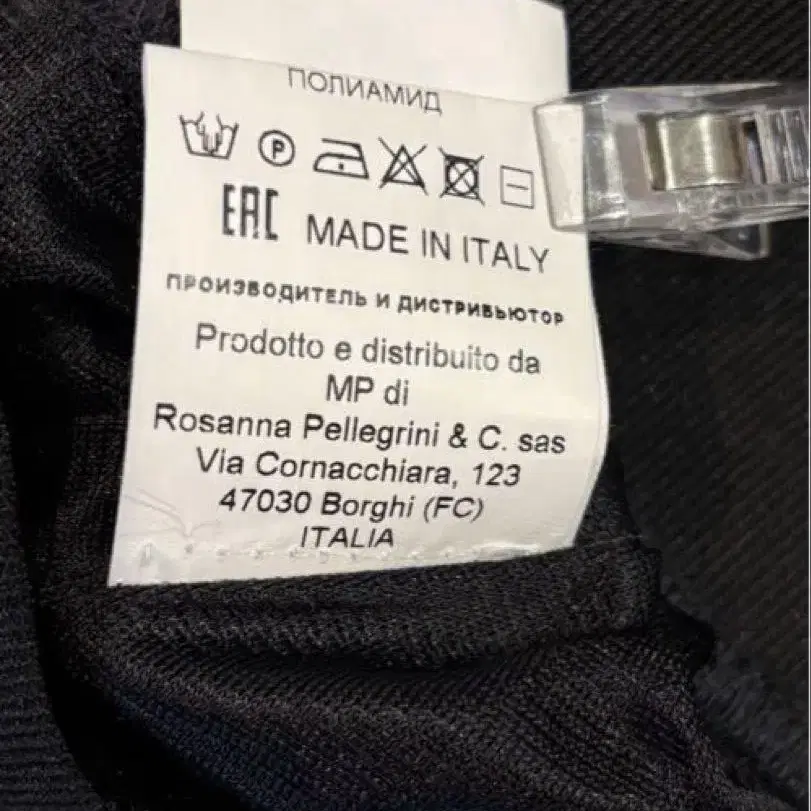 ПОЛИАМИД
P
EAC MADE IN ITALY
ПРОИЗВОДИТЕЛЬ И ДИСТРИВЬЮТОР
Prodotto e distribuito da
MP di
Rosanna Pellegrini & C. sas
Via Cornacchiara, 123
47030 Borghi (FC)
ITALIA